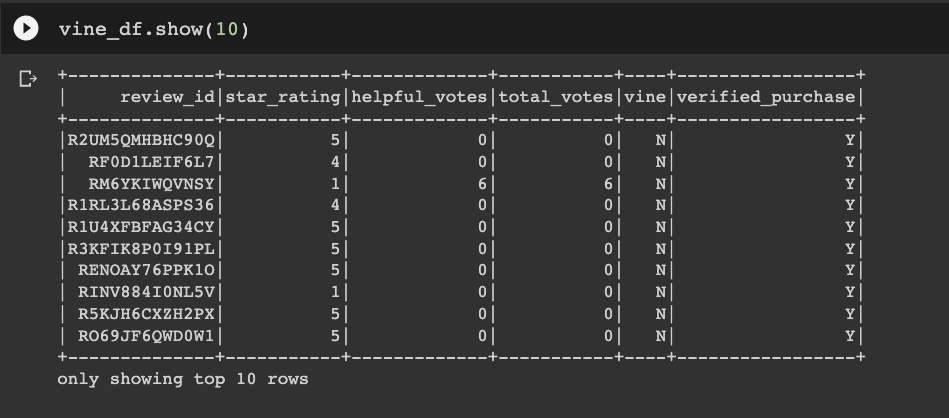 vine_df.show(10)
+--------------+-----------+-------------+-----------+----+-----------------+
|     review_id|star_rating|helpful_votes|total_votes|vine|verified_purchase|
+--------------+-----------+-------------+-----------+----+-----------------+
|R2UM5QMHBHC90Q|          5|            0|          0|   N|                Y|
| RF0D1LEIF6L7|          4|            0|          0|   N|                Y|
| RM6YKIWQVNSY|          1|            6|          6|   N|                Y|
|R1RL3L68ASPS36|          4|            0|          0|   N|                Y|
|R1U4XFBFAG34CY|          5|            0|          0|   N|                Y|
|R3KFIK8P0I91PL|          5|            0|          0|   N|                Y|
| RENOAY76PPK1O|          5|            0|          0|   N|                Y|
| RINV884I0NL5V|          1|            0|          0|   N|                Y|
| R5KJH6CXZH2PX|          5|            0|          0|   N|                Y|
| RO69JF6QWD0W1|          5|            0|          0|   N|                Y|
+--------------+-----------+-------------+-----------+----+-----------------+
only showing top 10 rows